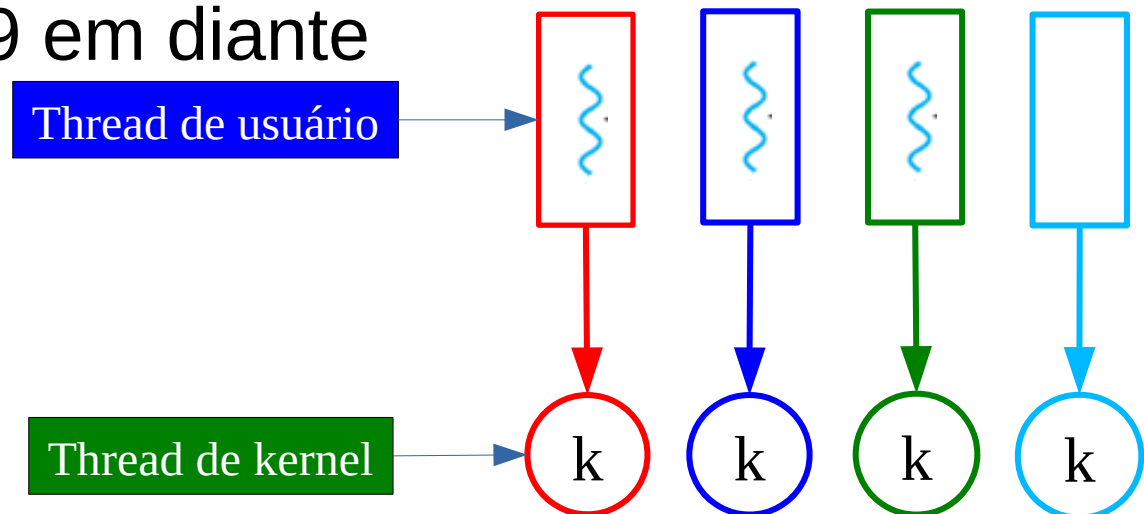 9 em diante
Thread de usuário
Thread de kernel
k k k k